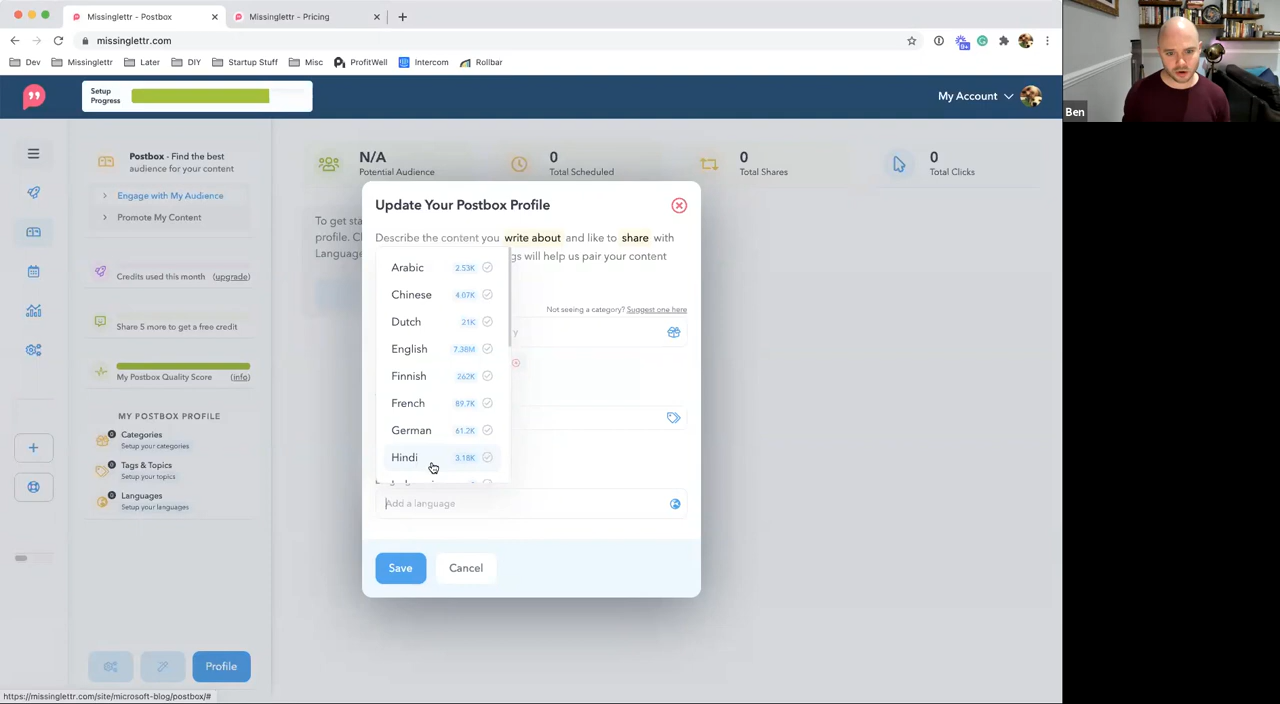 Missinglettr - Postbox
Missinglettr - Pricing
missinglettr.com
Dev
Missinglettr
Later
DIY
Startup Stuff
Misc
ProfitWell
Intercom
Rollbar
Setup
Progress
My Account
Ben
Postbox - Find the best
audience for your content
Engage with My Audience
Promote My Content
Credits used this month (upgrade)
Share 5 more to get a free credit
My Postbox Quality Score (info)
MY POSTBOX PROFILE
0 Categories
Setup your categories
0 Tags & Topics
Setup your topics
0 Languages
Setup your languages
Profile
N/A
Potential Audience
0
Total Scheduled
0
Total Shares
0
Total Clicks
To get sta
profile. Cl
Language
Update Your Postbox Profile
Describe the content you write about and like to share with
gs will help us pair your content
Not seeing a category? Suggest one here
y
Arabic 2.53K
Chinese 4.07K
Dutch 21K
English 7.38M
Finnish 262K
French 89.7K
German 61.2K
Hindi 3.18K
Add a language
Save
Cancel
https://missinglettr.com/site/microsoft-blog/postbox/#